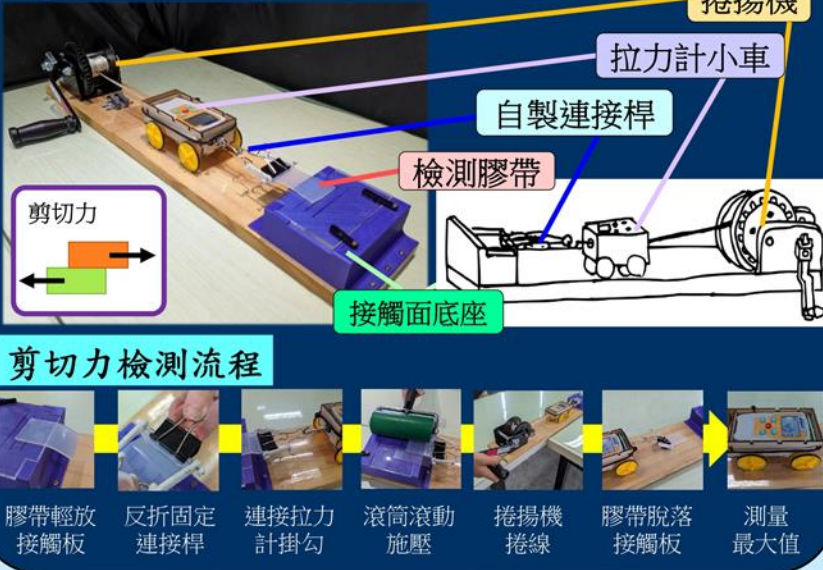 捲揚機
拉力計小車
自製連接桿
檢測膠帶
剪切力
接觸面底座
剪切力檢測流程
膠帶輕放
接觸板
反折固定
連接桿
連接拉力
計掛勾
滾筒滾動
施壓
捲揚機
捲線
膠帶脫落
接觸板
測量
最大值